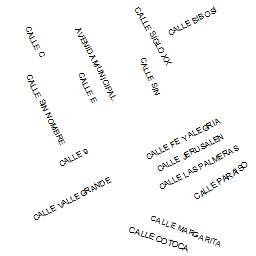 CALLE BIBOSI
CALLE SIGLO XX
CALLE C
AVENIDA MUNICIPAL
CALLE SIN
CALLE E
CALLE SIN NOMBRE
CALLE FE Y ALEGRIA
CALLE JERUSALEN
CALLE 9
CALLE LAS PALMERAS
CALLE PARAISO
CALLE VALLE GRANDE
CALLE MARGARITA
CALLE COTOCA